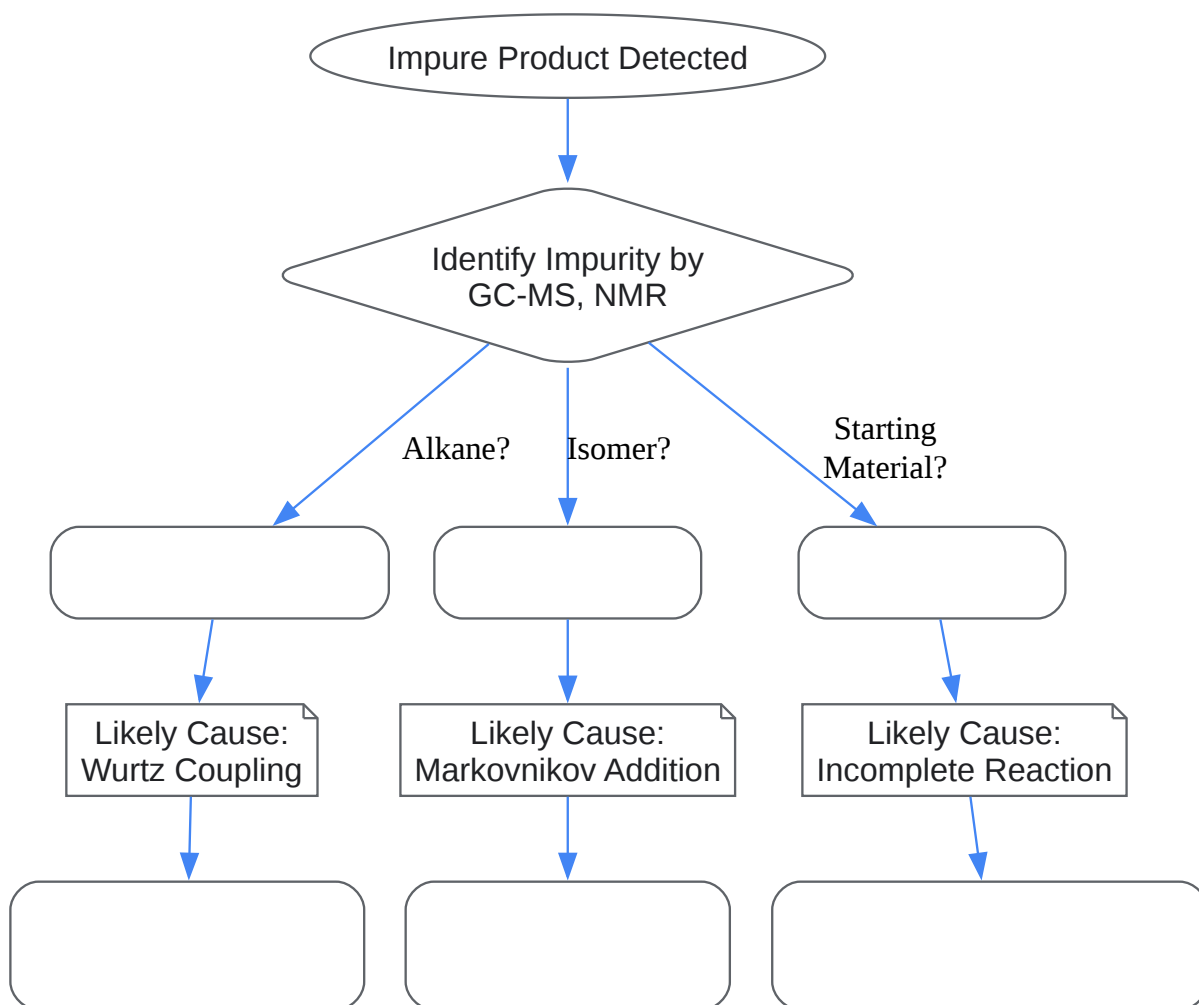 Impure Product Detected
Identify Impurity by
GC-MS, NMR
Alkane?
Isomer?
Starting
Material?
Likely Cause:
Wurtz Coupling
Likely Cause:
Markovnikov Addition
Likely Cause:
Incomplete Reaction